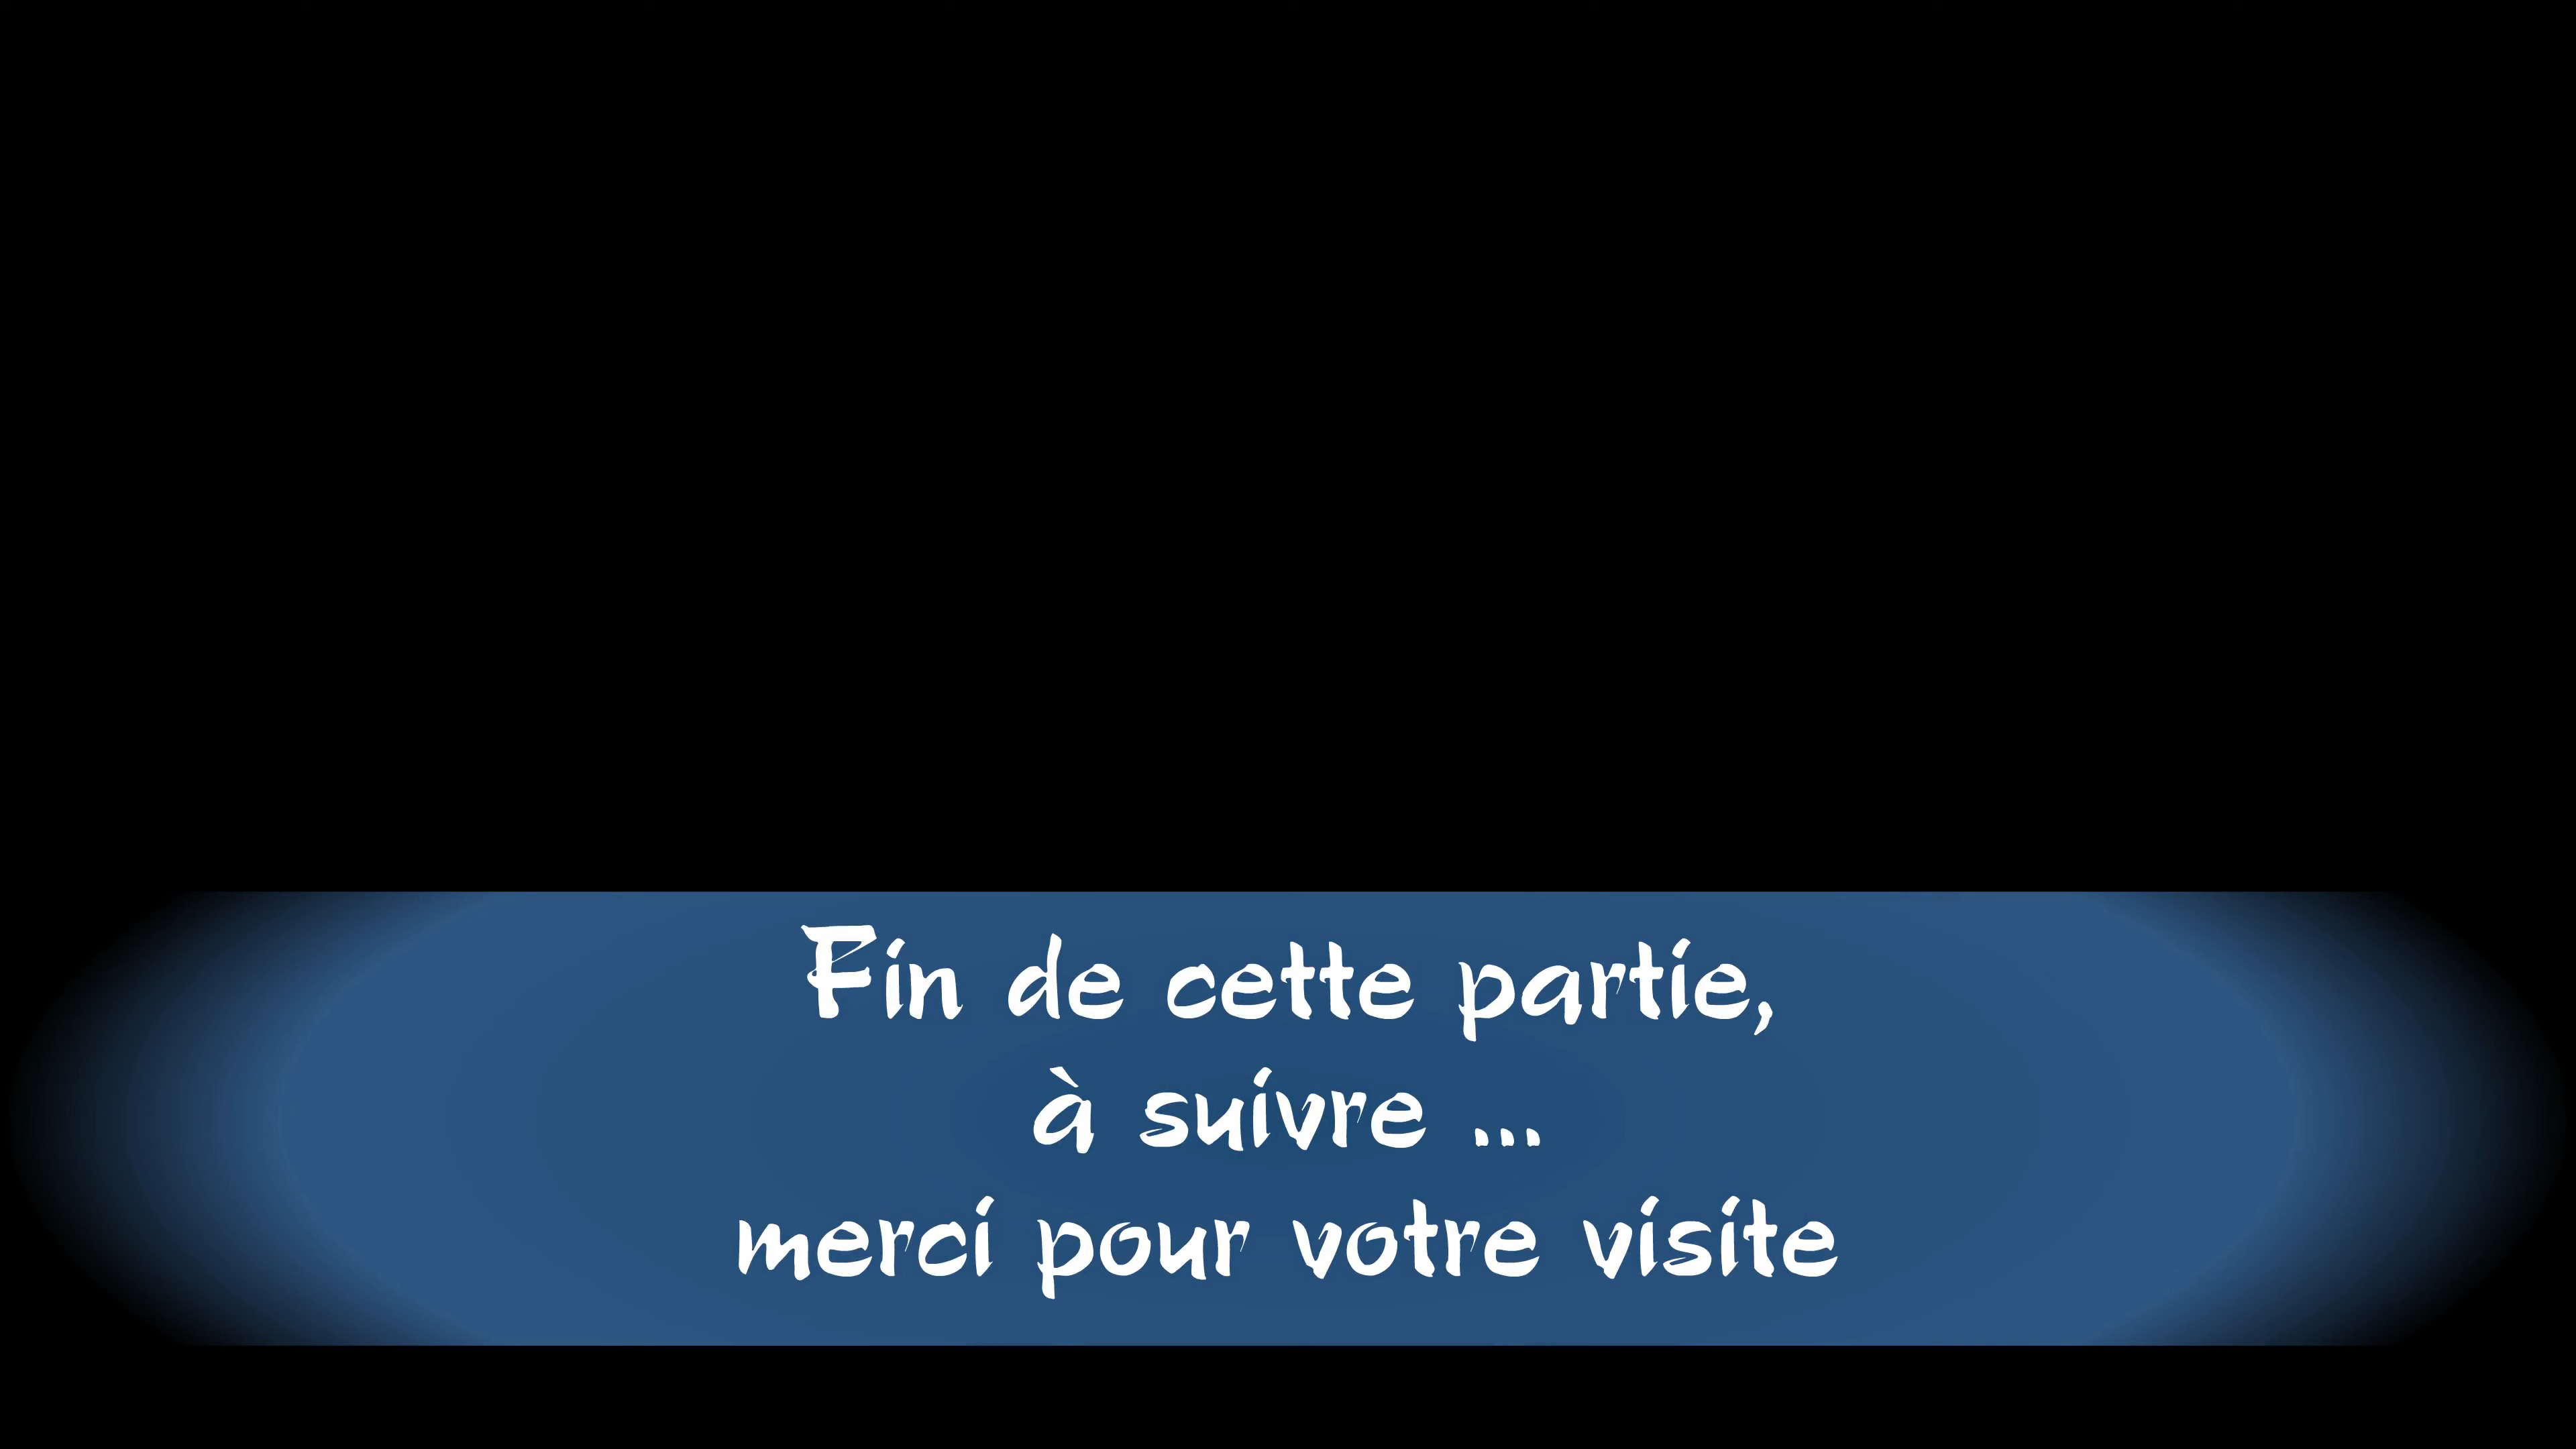 Fin de cette partie,
à suivre ...
merci pour votre visite